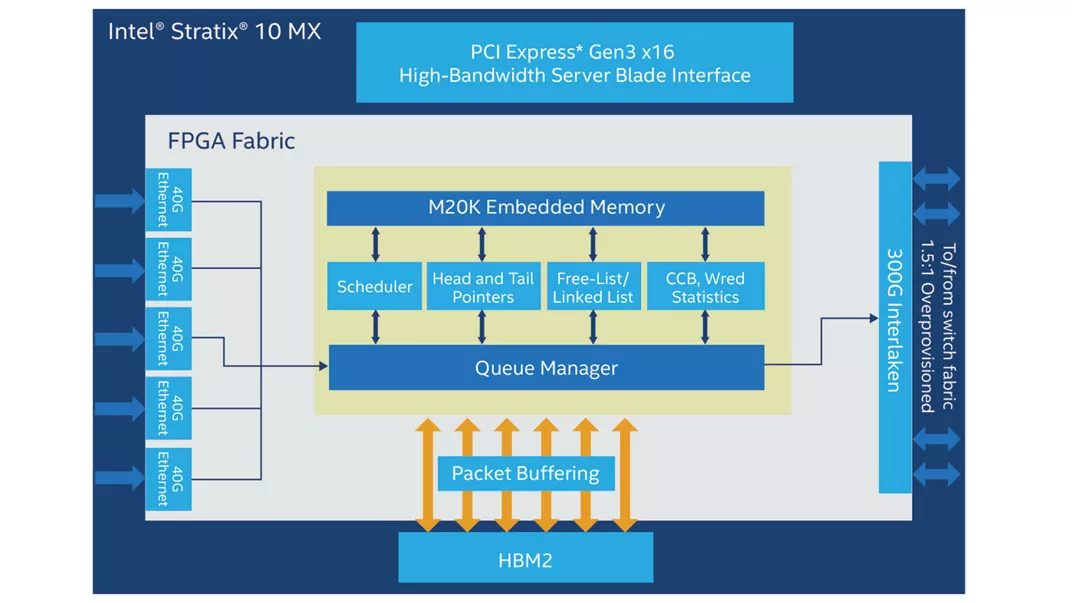 Intel® Stratix® 10 MX
PCI Express* Gen3 x16
High-Bandwidth Server Blade Interface
FPGA Fabric
40G
Ethernet
40G
Ethernet
40G
Ethernet
40G
Ethernet
40G
Ethernet
M20K Embedded Memory
Scheduler
Head and Tail
Pointers
Free-List/
Linked List
CCB, Wred
Statistics
Queue Manager
Packet Buffering
HBM2
300G Interlaken
To/from switch fabric
1.5:1 Overprovisioned